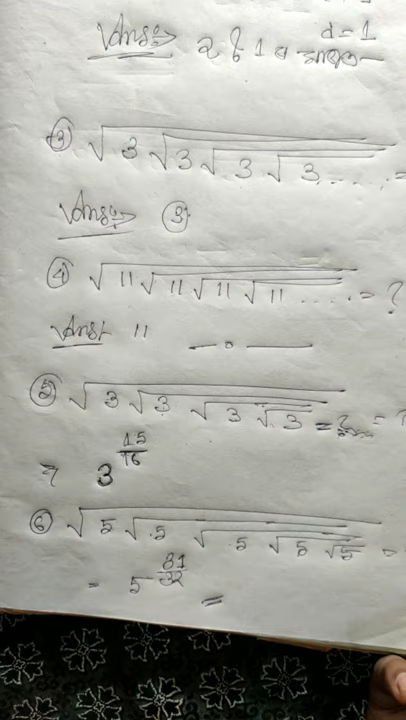 d = 1
Ans:→ 2 ও 1 এ
③ √3√3√3√3..... =
Ans:→ ③
④ √11√11√11√11 .... = ?
Ans: 11
⑤ √3√3√3√3 = ?
⇒ 3^15/16
⑥ √5√5√5√5√5 =
= 5^31/32 =